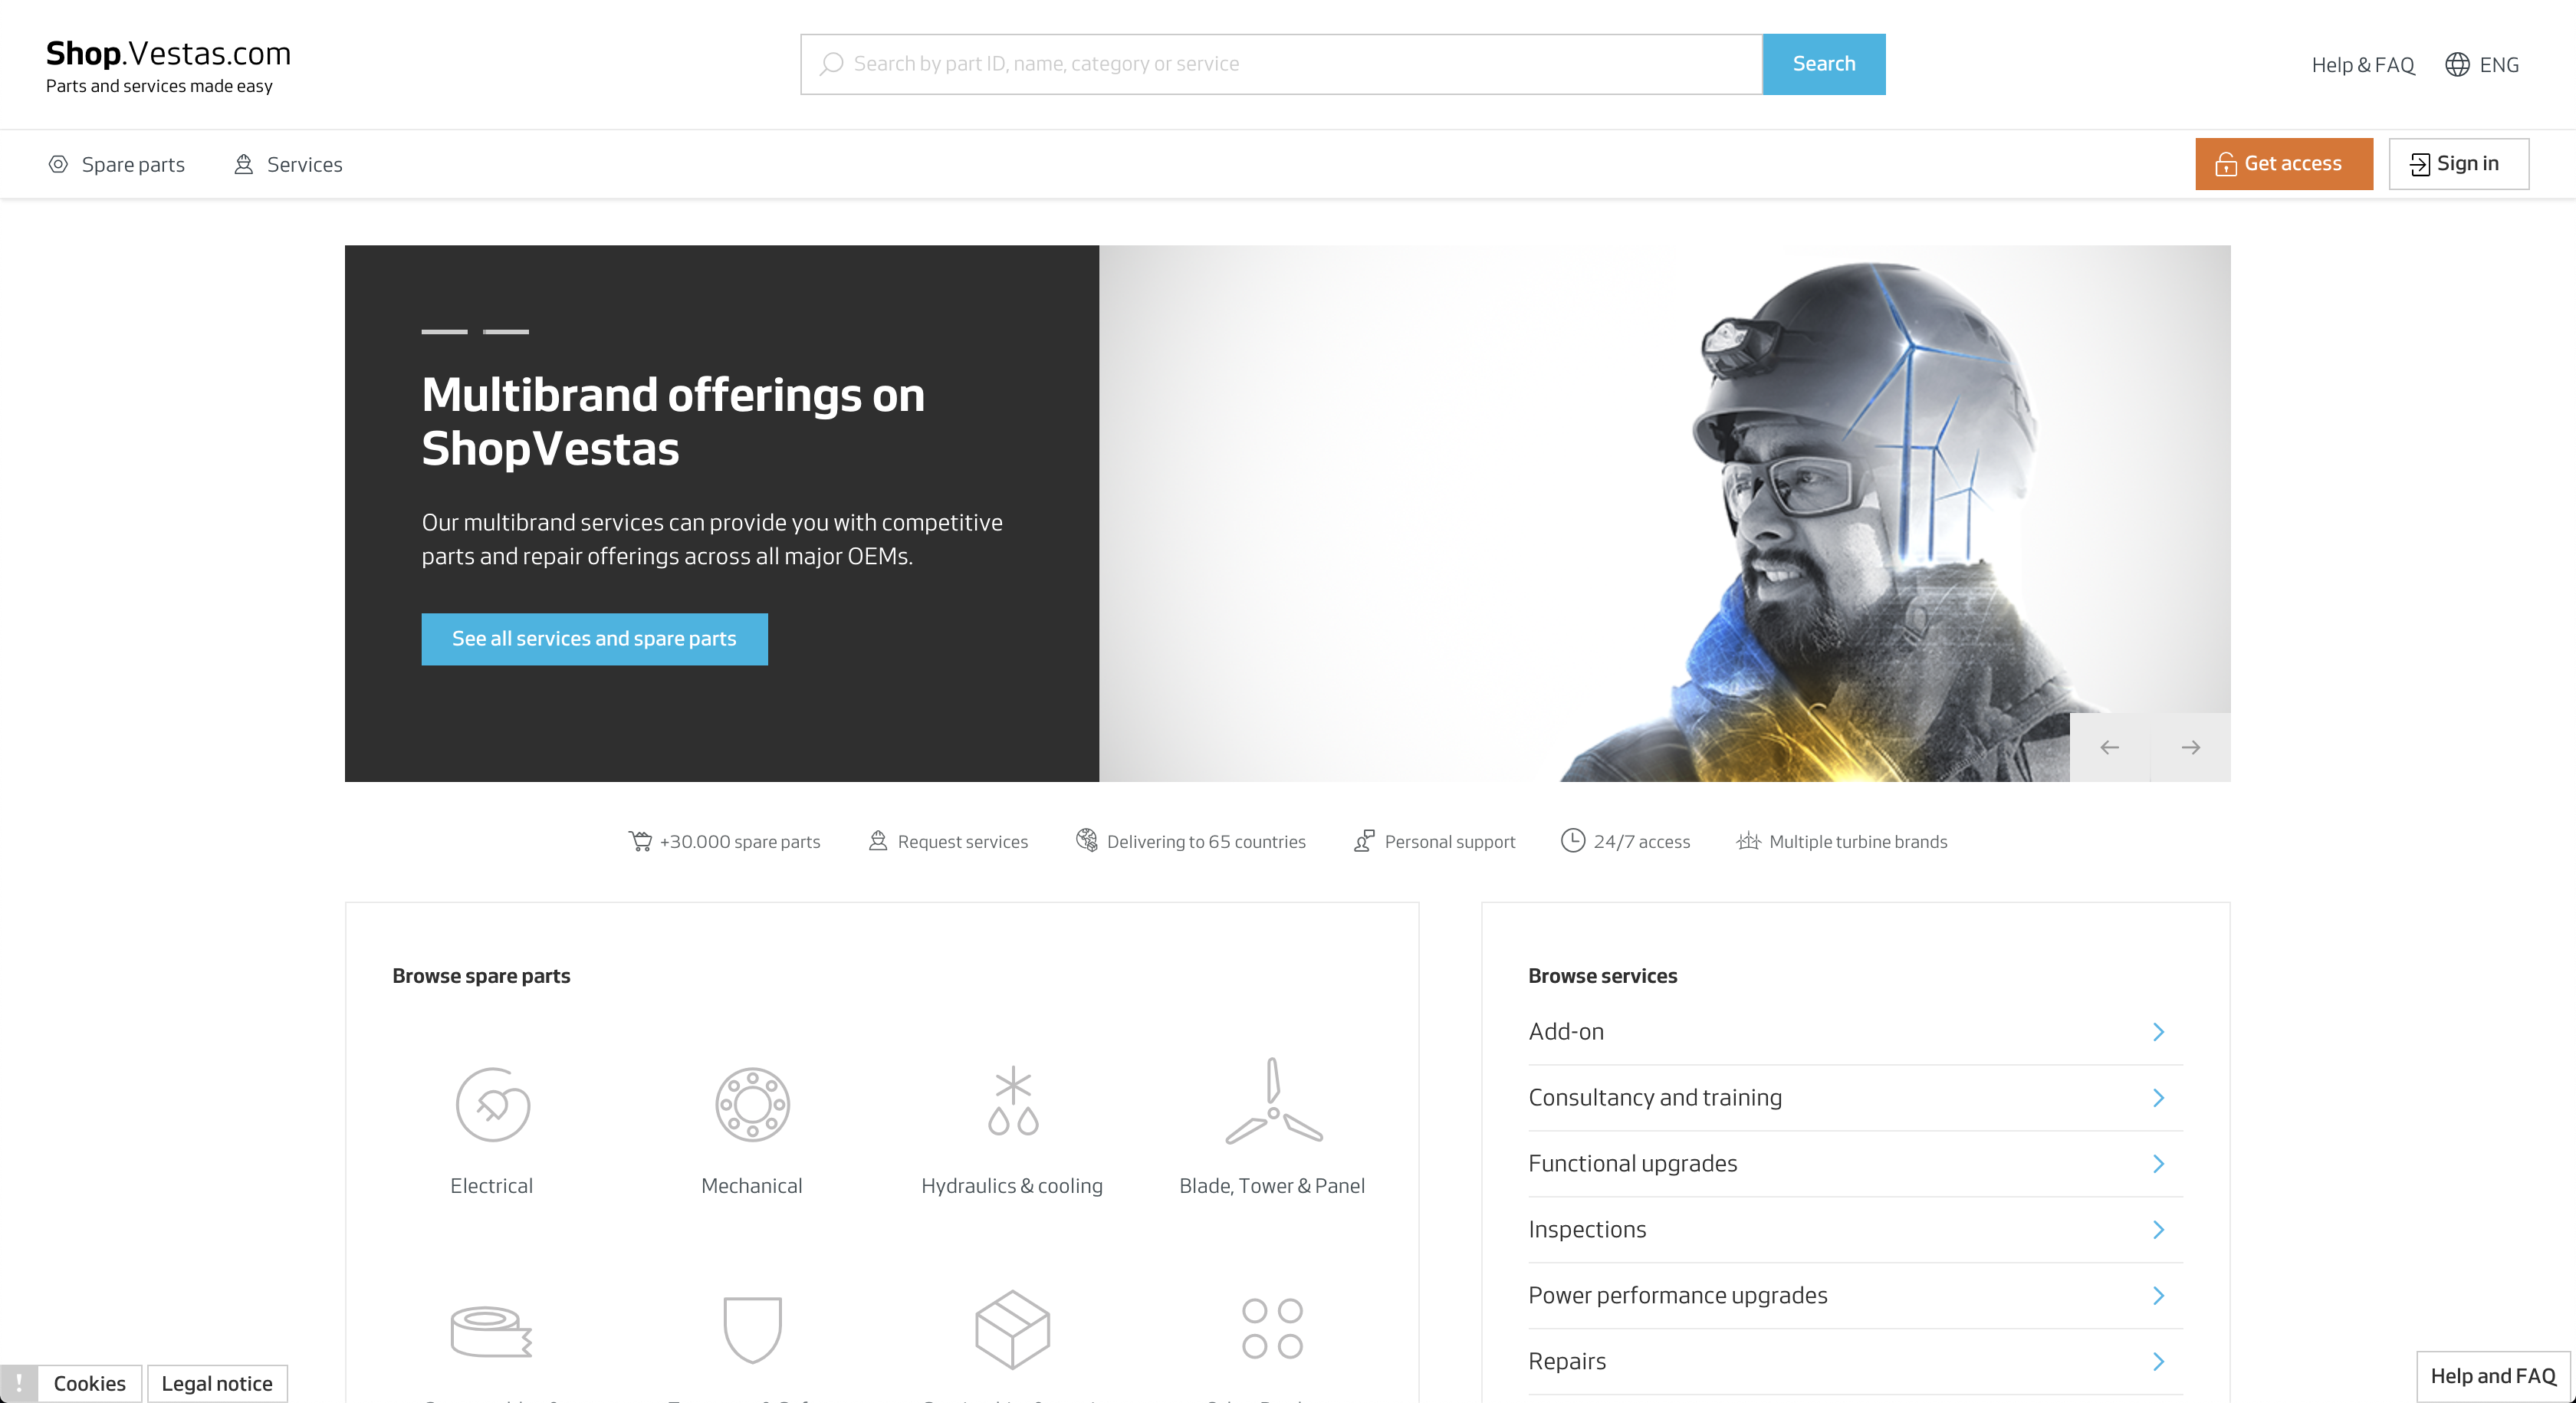 Shop.Vestas.com
Parts and services made easy
Search by part ID, name, category or service
Search
Help & FAQ
ENG
Spare parts
Services
Get access
Sign in
Multibrand offerings on
ShopVestas
Our multibrand services can provide you with competitive
parts and repair offerings across all major OEMs.
See all services and spare parts
+30.000 spare parts
Request services
Delivering to 65 countries
Personal support
24/7 access
Multiple turbine brands
Browse spare parts
Electrical
Mechanical
Hydraulics & cooling
Blade, Tower & Panel
Browse services
Add-on
Consultancy and training
Functional upgrades
Inspections
Power performance upgrades
Repairs
! Cookies
Legal notice
Help and FAQ